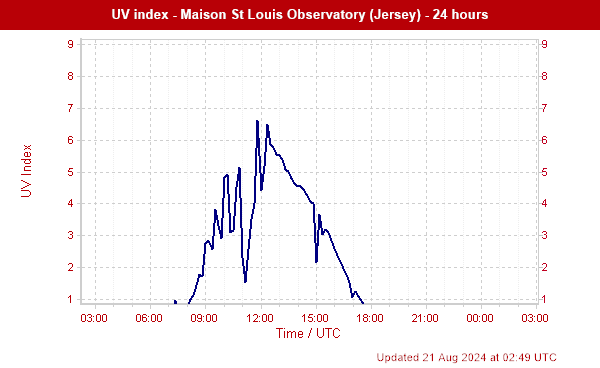 UV index - Maison St Louis Observatory (Jersey) - 24 hours
9 9
8 8
7 7
6 6
5 5
4 4
3 3
2 2
1 1
UV Index
03:00 06:00 09:00 12:00 15:00 18:00 21:00 00:00 03:00
Time / UTC
Updated 21 Aug 2024 at 02:49 UTC